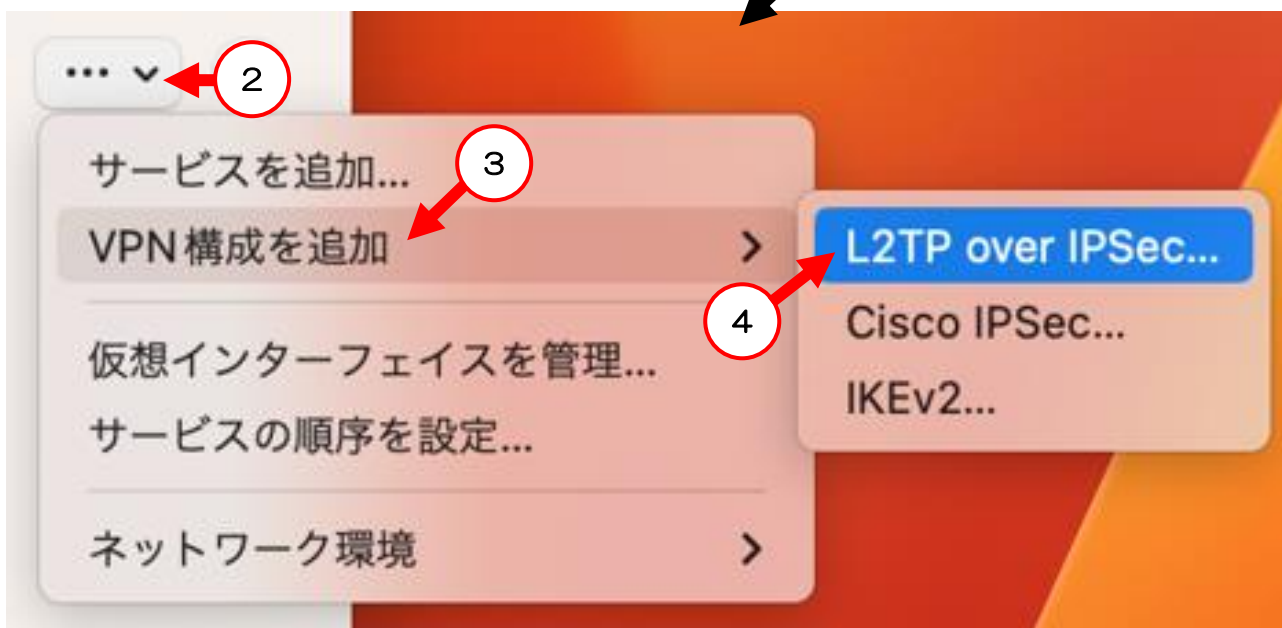 … 2
サービスを追加... 3
VPN構成を追加
L2TP over IPSec...
4
Cisco IPSec...
IKEv2...
仮想インターフェイスを管理...
サービスの順序を設定...
ネットワーク環境